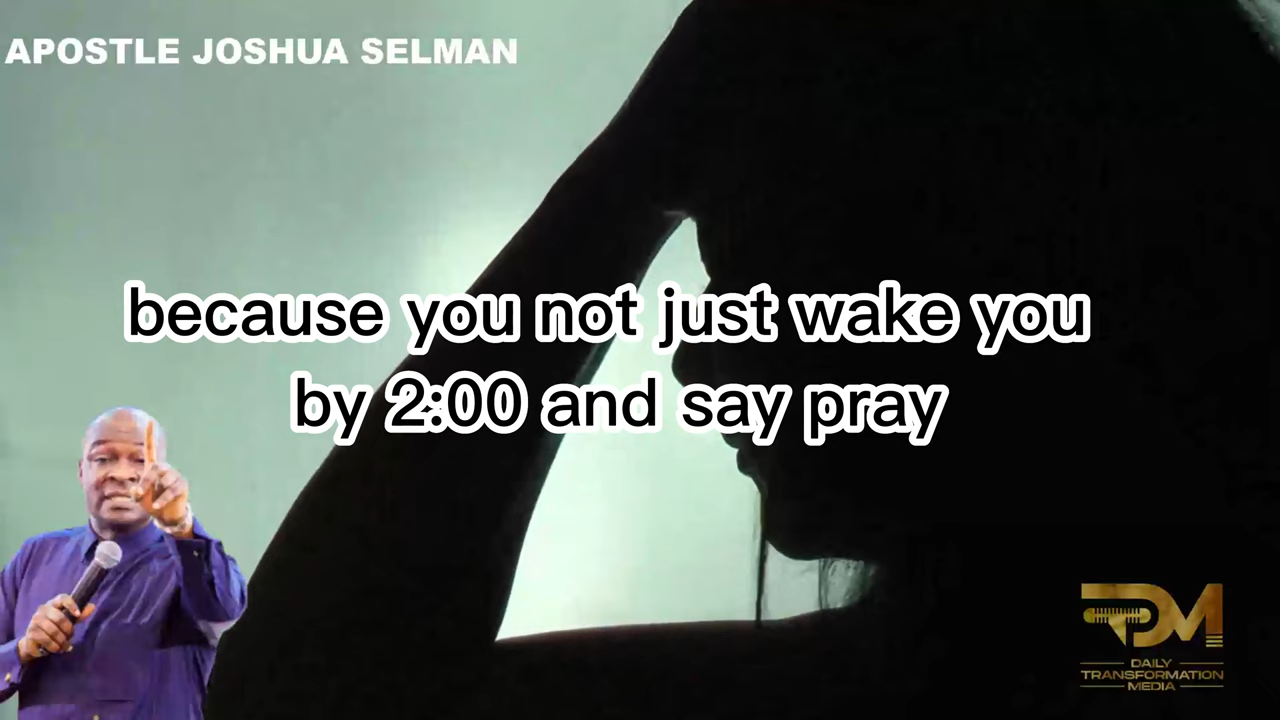 APOSTLE JOSHUA SELMAN
because you not just wake you
by 2:00 and say pray
DAILY
TRANSFORMATION
MEDIA